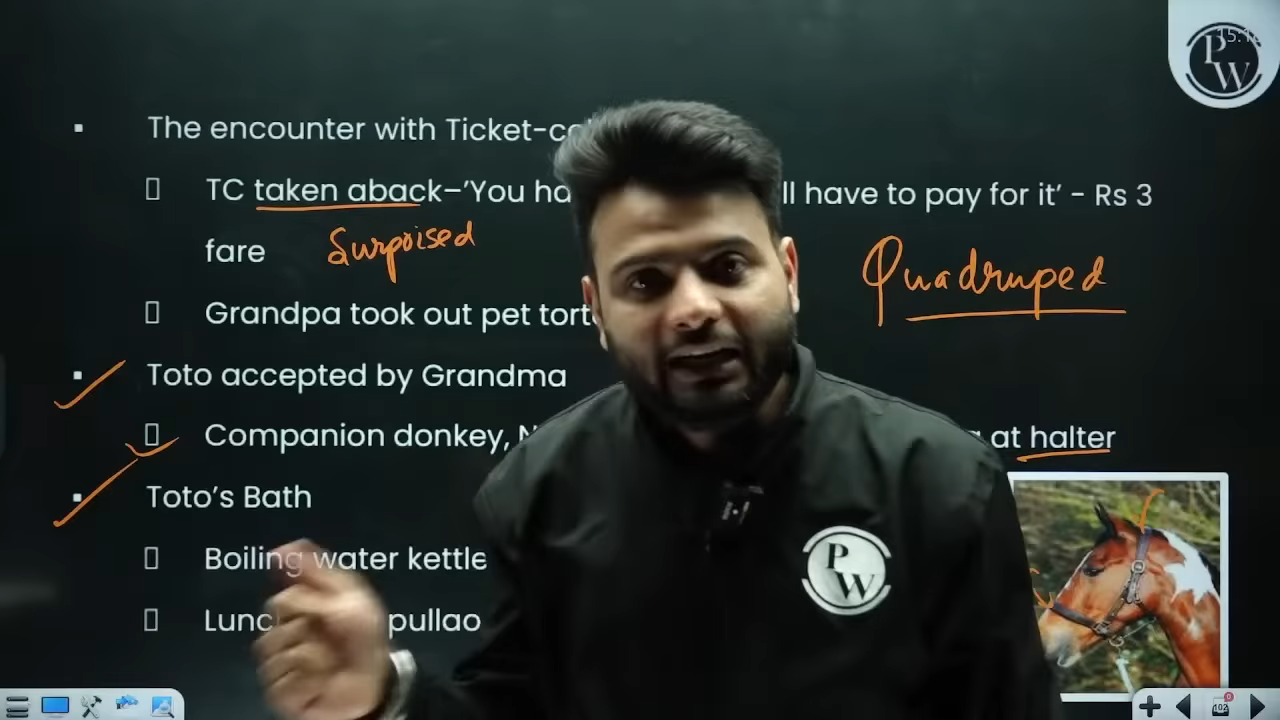 The encounter with Ticket-co
TC taken aback–'You ha ll have to pay for it' - Rs 3
fare Surprised
Quadruped
Grandpa took out pet tort
Toto accepted by Grandma
Companion donkey, N at halter
Toto's Bath
Boiling water kettle
Lunc pullao
PW
PW
102